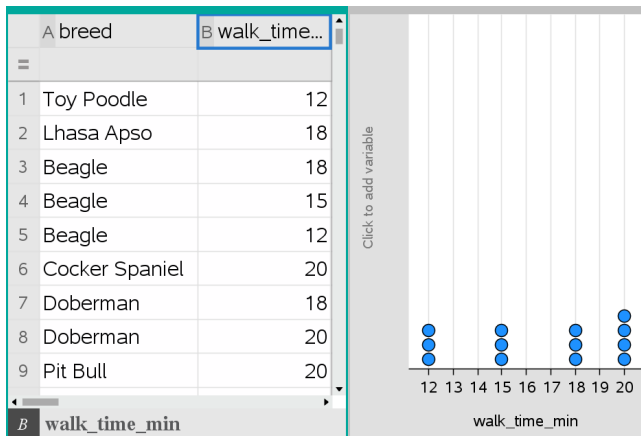 A breed B walk_time...
=
1 Toy Poodle 12
2 Lhasa Apso 18
3 Beagle 18
4 Beagle 15
5 Beagle 12
6 Cocker Spaniel 20
7 Doberman 18
8 Doberman 20
9 Pit Bull 20
B walk_time_min
Click to add variable
12 13 14 15 16 17 18 19 20
walk_time_min